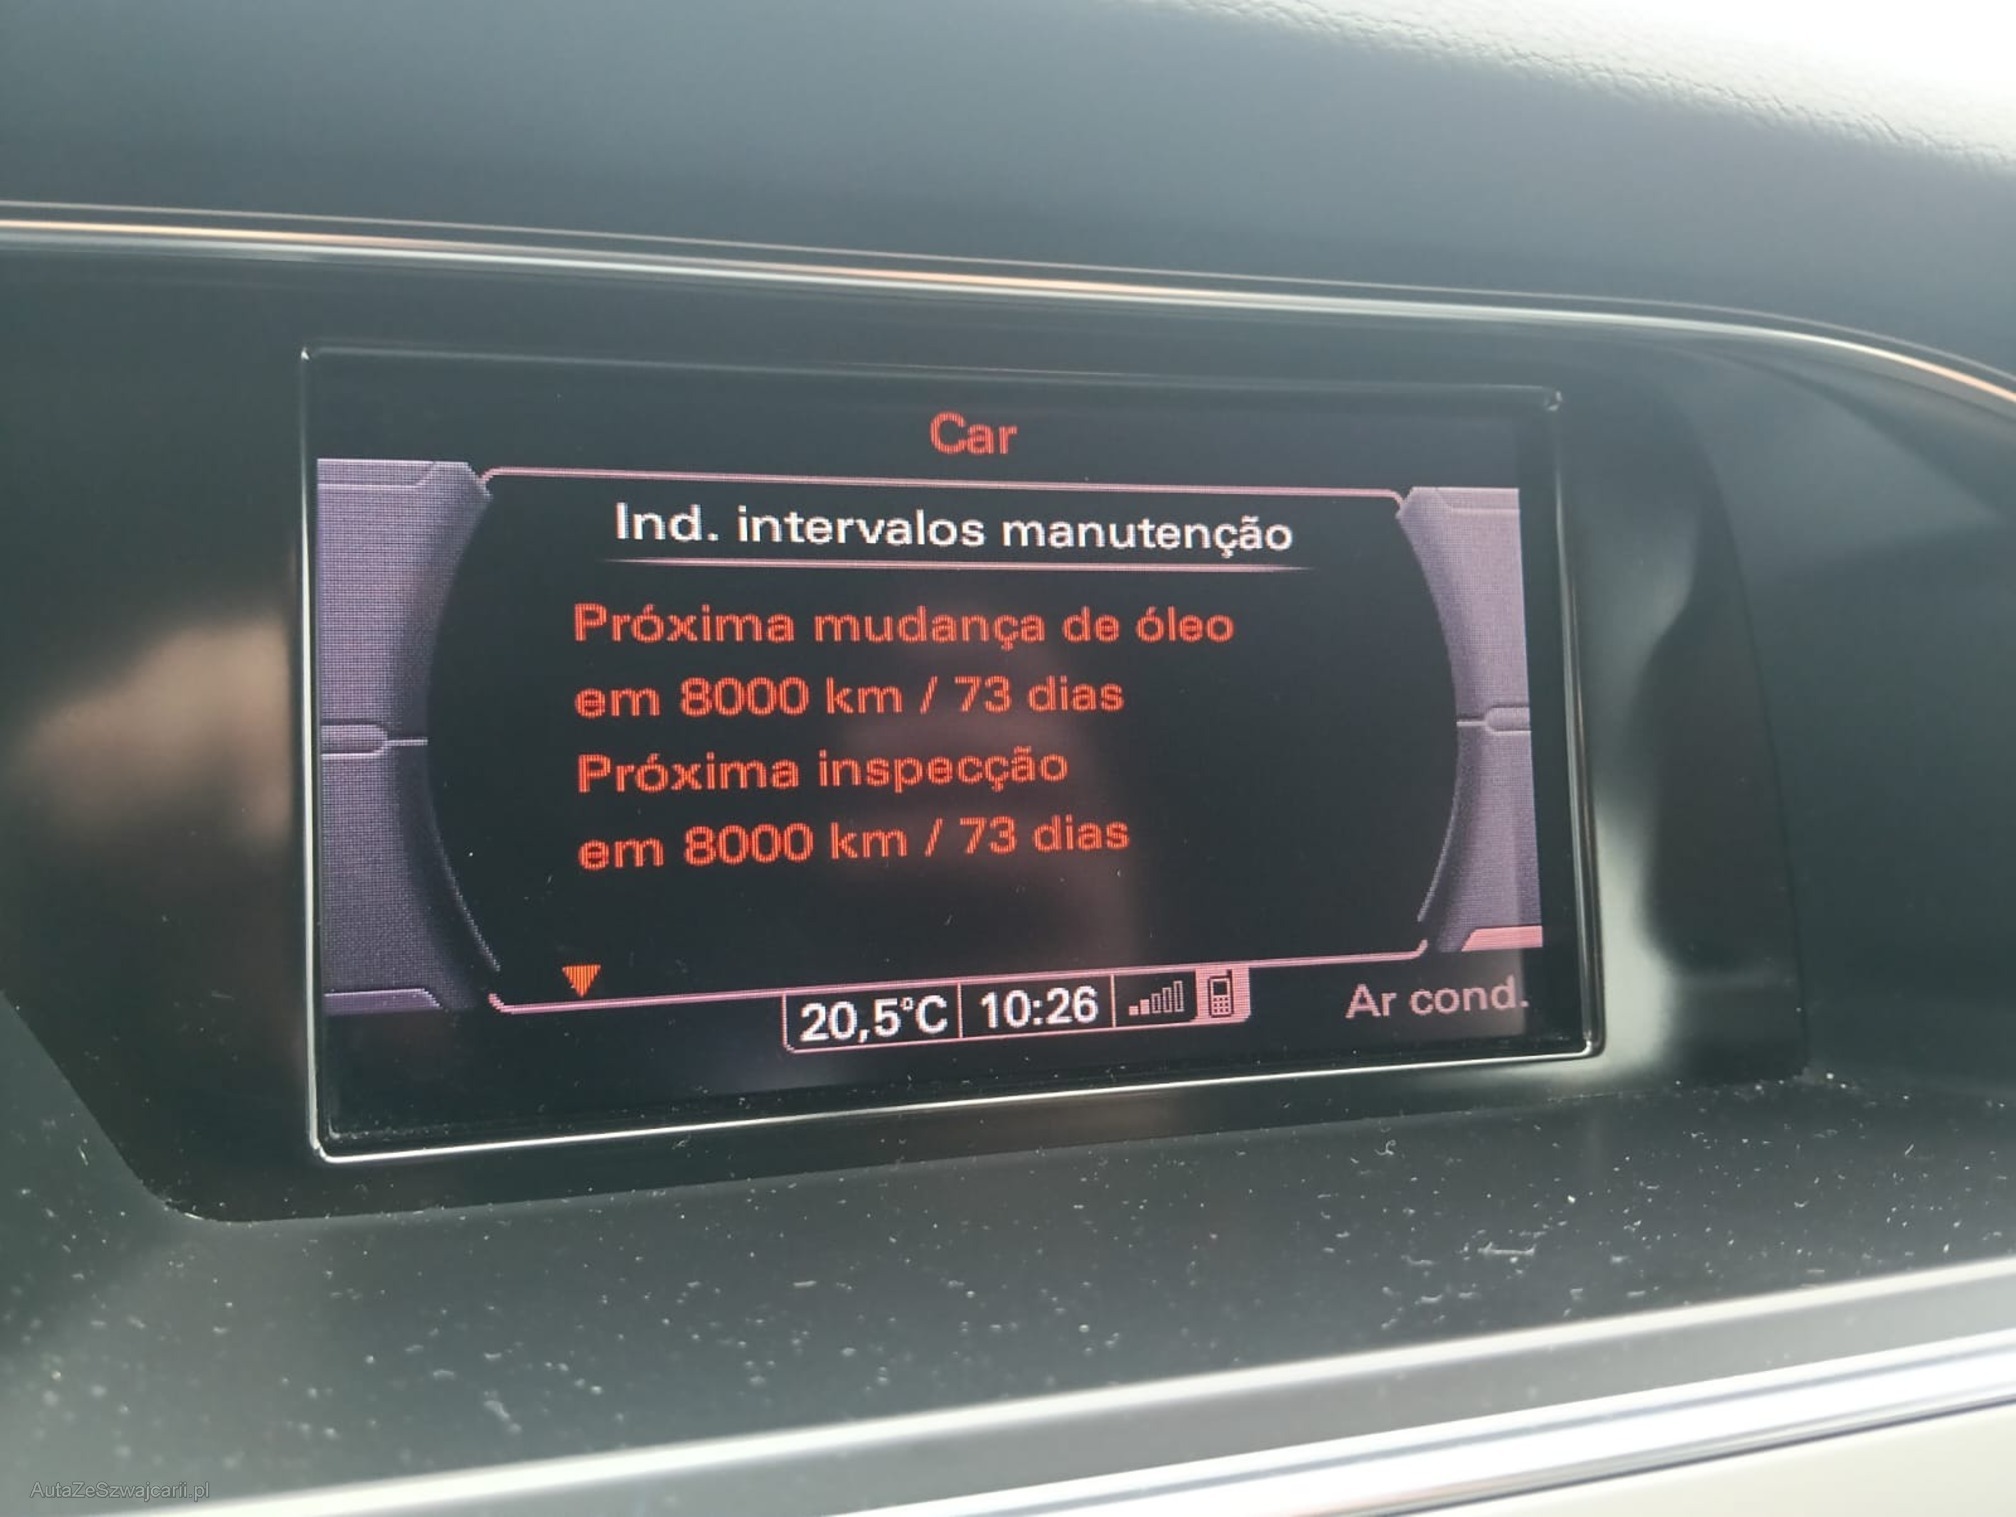 Car
Ind. intervalos manutenção
Próxima mudança de óleo
em 8000 km / 73 dias
Próxima inspecção
em 8000 km / 73 dias
20,5°C 10:26
Ar cond.
AutaZeSzwajcarii.pl